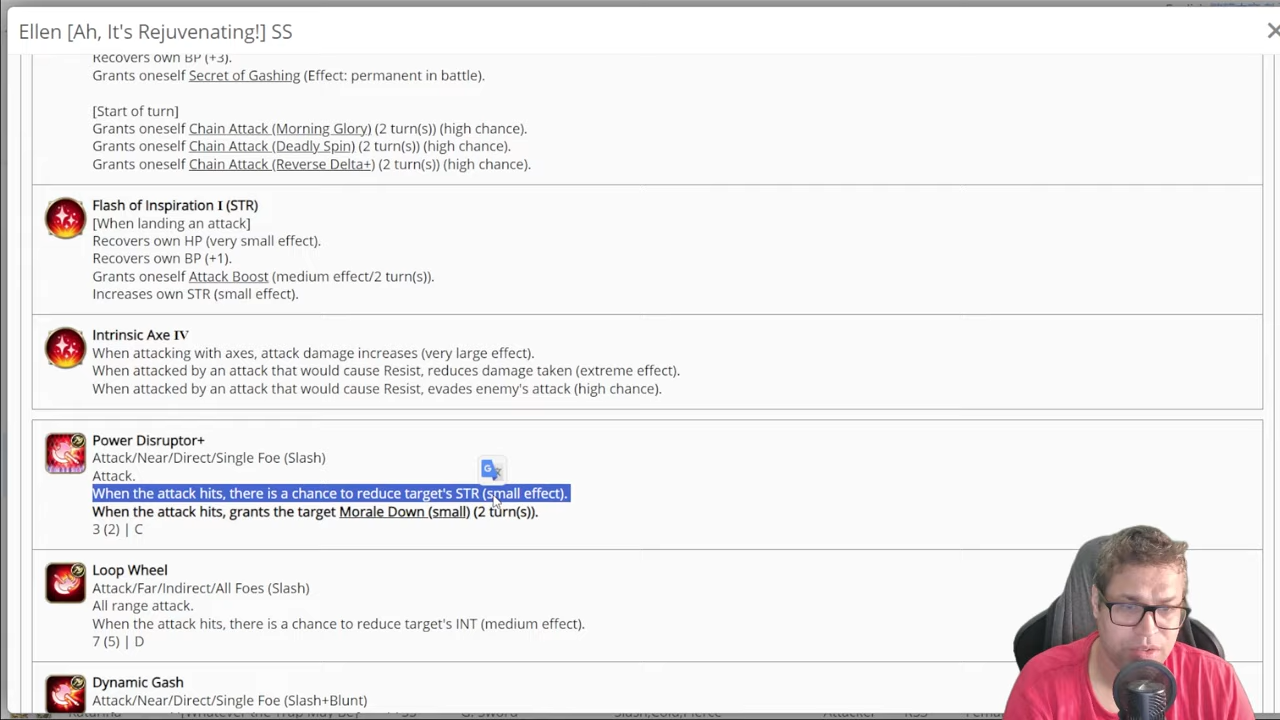 Ellen [Ah, It's Rejuvenating!] SS
Recovers own BP (+3).
Grants oneself Secret of Gashing (Effect: permanent in battle).
[Start of turn]
Grants oneself Chain Attack (Morning Glory) (2 turn(s)) (high chance).
Grants oneself Chain Attack (Deadly Spin) (2 turn(s)) (high chance).
Grants oneself Chain Attack (Reverse Delta+) (2 turn(s)) (high chance).
Flash of Inspiration I (STR)
[When landing an attack]
Recovers own HP (very small effect).
Recovers own BP (+1).
Grants oneself Attack Boost (medium effect/2 turn(s)).
Increases own STR (small effect).
Intrinsic Axe IV
When attacking with axes, attack damage increases (very large effect).
When attacked by an attack that would cause Resist, reduces damage taken (extreme effect).
When attacked by an attack that would cause Resist, evades enemy's attack (high chance).
Power Disruptor+
Attack/Near/Direct/Single Foe (Slash)
Attack.
When the attack hits, there is a chance to reduce target's STR (small effect).
When the attack hits, grants the target Morale Down (small) (2 turn(s)).
3 (2) | C
Loop Wheel
Attack/Far/Indirect/All Foes (Slash)
All range attack.
When the attack hits, there is a chance to reduce target's INT (medium effect).
7 (5) | D
Dynamic Gash
Attack/Near/Direct/Single Foe (Slash+Blunt)